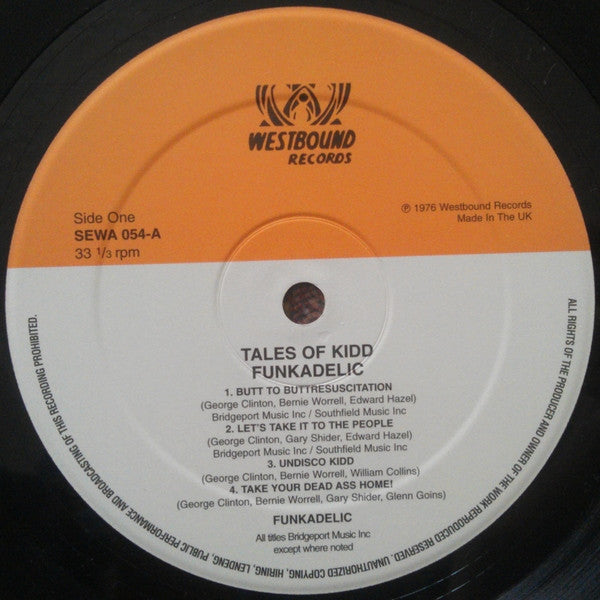 WESTBOUND
RECORDS
Side One
SEWA 054-A
33 1/3 rpm
℗ 1976 Westbound Records
Made In The UK
TALES OF KIDD
FUNKADELIC
1. BUTT TO BUTTRESUSCITATION
(George Clinton, Bernie Worrell, Edward Hazel)
Bridgeport Music Inc / Southfield Music Inc
2. LET'S TAKE IT TO THE PEOPLE
(George Clinton, Gary Shider, Edward Hazel)
Bridgeport Music Inc / Southfield Music Inc
3. UNDISCO KIDD
(George Clinton, Bernie Worrell, William Collins)
4. TAKE YOUR DEAD ASS HOME!
(George Clinton, Bernie Worrell, Gary Shider, Glenn Goins)
FUNKADELIC
All titles Bridgeport Music Inc
except where noted
ALL RIGHTS OF THE PRODUCER AND OWNER OF THE WORK REPRODUCED RESERVED. UNAUTHORIZED COPYING, HIRING, LENDENG, PUBLIC PERFORMANCE AND BROADCASTING OF THIS RECORDING PROHIBITED.